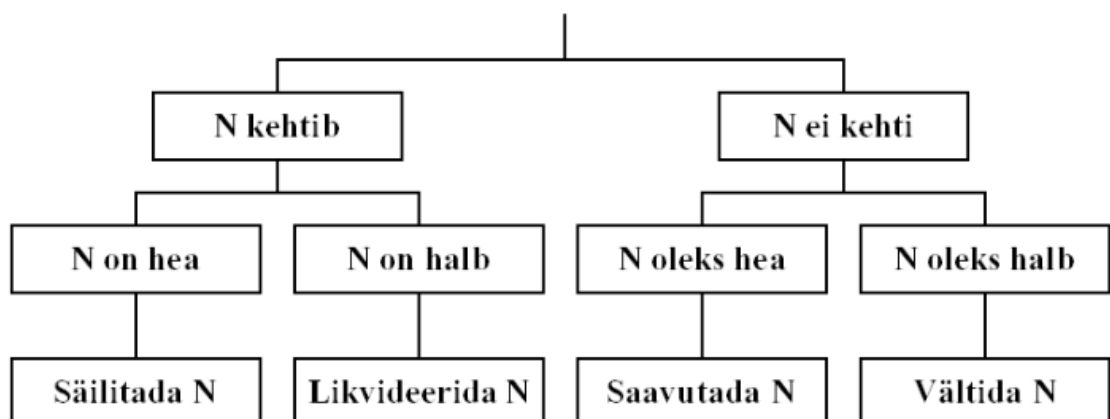 N kehtib
N ei kehti
N on hea
N on halb
N oleks hea
N oleks halb
Säilitada N
Likvideerida N
Saavutada N
Vältida N